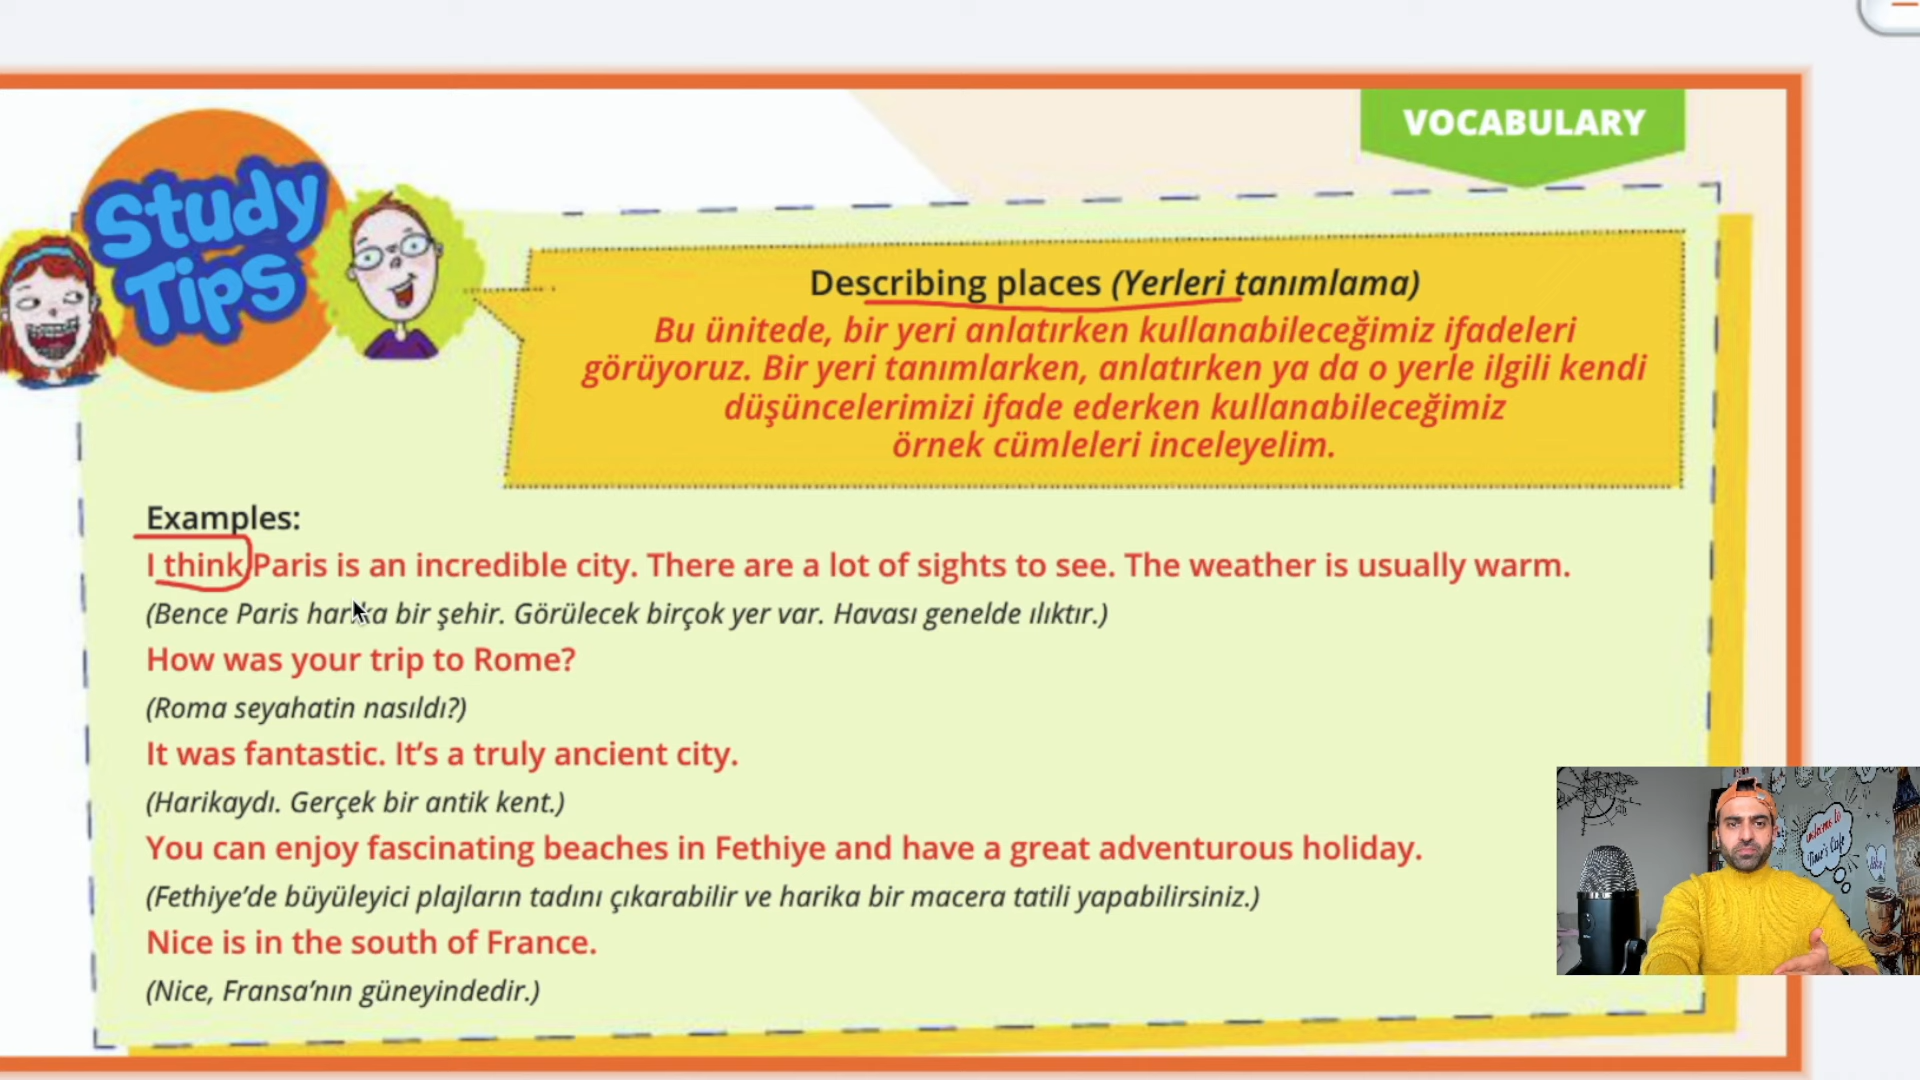 VOCABULARY
Study
Tips
Describing places (Yerleri tanımlama)
Bu ünitede, bir yeri anlatırken kullanabileceğimiz ifadeleri
görüyoruz. Bir yeri tanımlarken, anlatırken ya da o yerle ilgili kendi
düşüncelerimizi ifade ederken kullanabileceğimiz
örnek cümleleri inceleyelim.
Examples:
I think Paris is an incredible city. There are a lot of sights to see. The weather is usually warm.
(Bence Paris harika bir şehir. Görülecek birçok yer var. Havası genelde ılıktır.)
How was your trip to Rome?
(Roma seyahatin nasıldı?)
It was fantastic. It’s a truly ancient city.
(Harikaydı. Gerçek bir antik kent.)
You can enjoy fascinating beaches in Fethiye and have a great adventurous holiday.
(Fethiye’de büyüleyici plajların tadını çıkarabilir ve harika bir macera tatili yapabilirsiniz.)
Nice is in the south of France.
(Nice, Fransa’nın güneyindedir.)
welcome to
Cafe